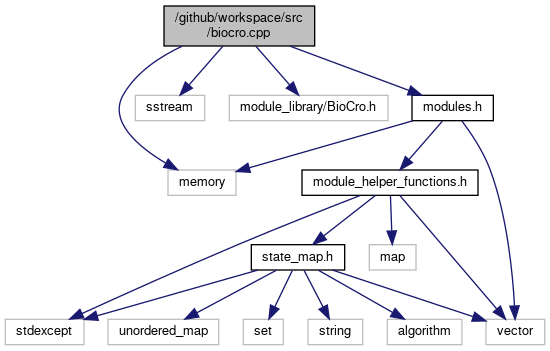 /github/workspace/src
/biocro.cpp
sstream
module_library/BioCro.h
modules.h
memory
module_helper_functions.h
state_map.h
map
stdexcept
unordered_map
set
string
algorithm
vector